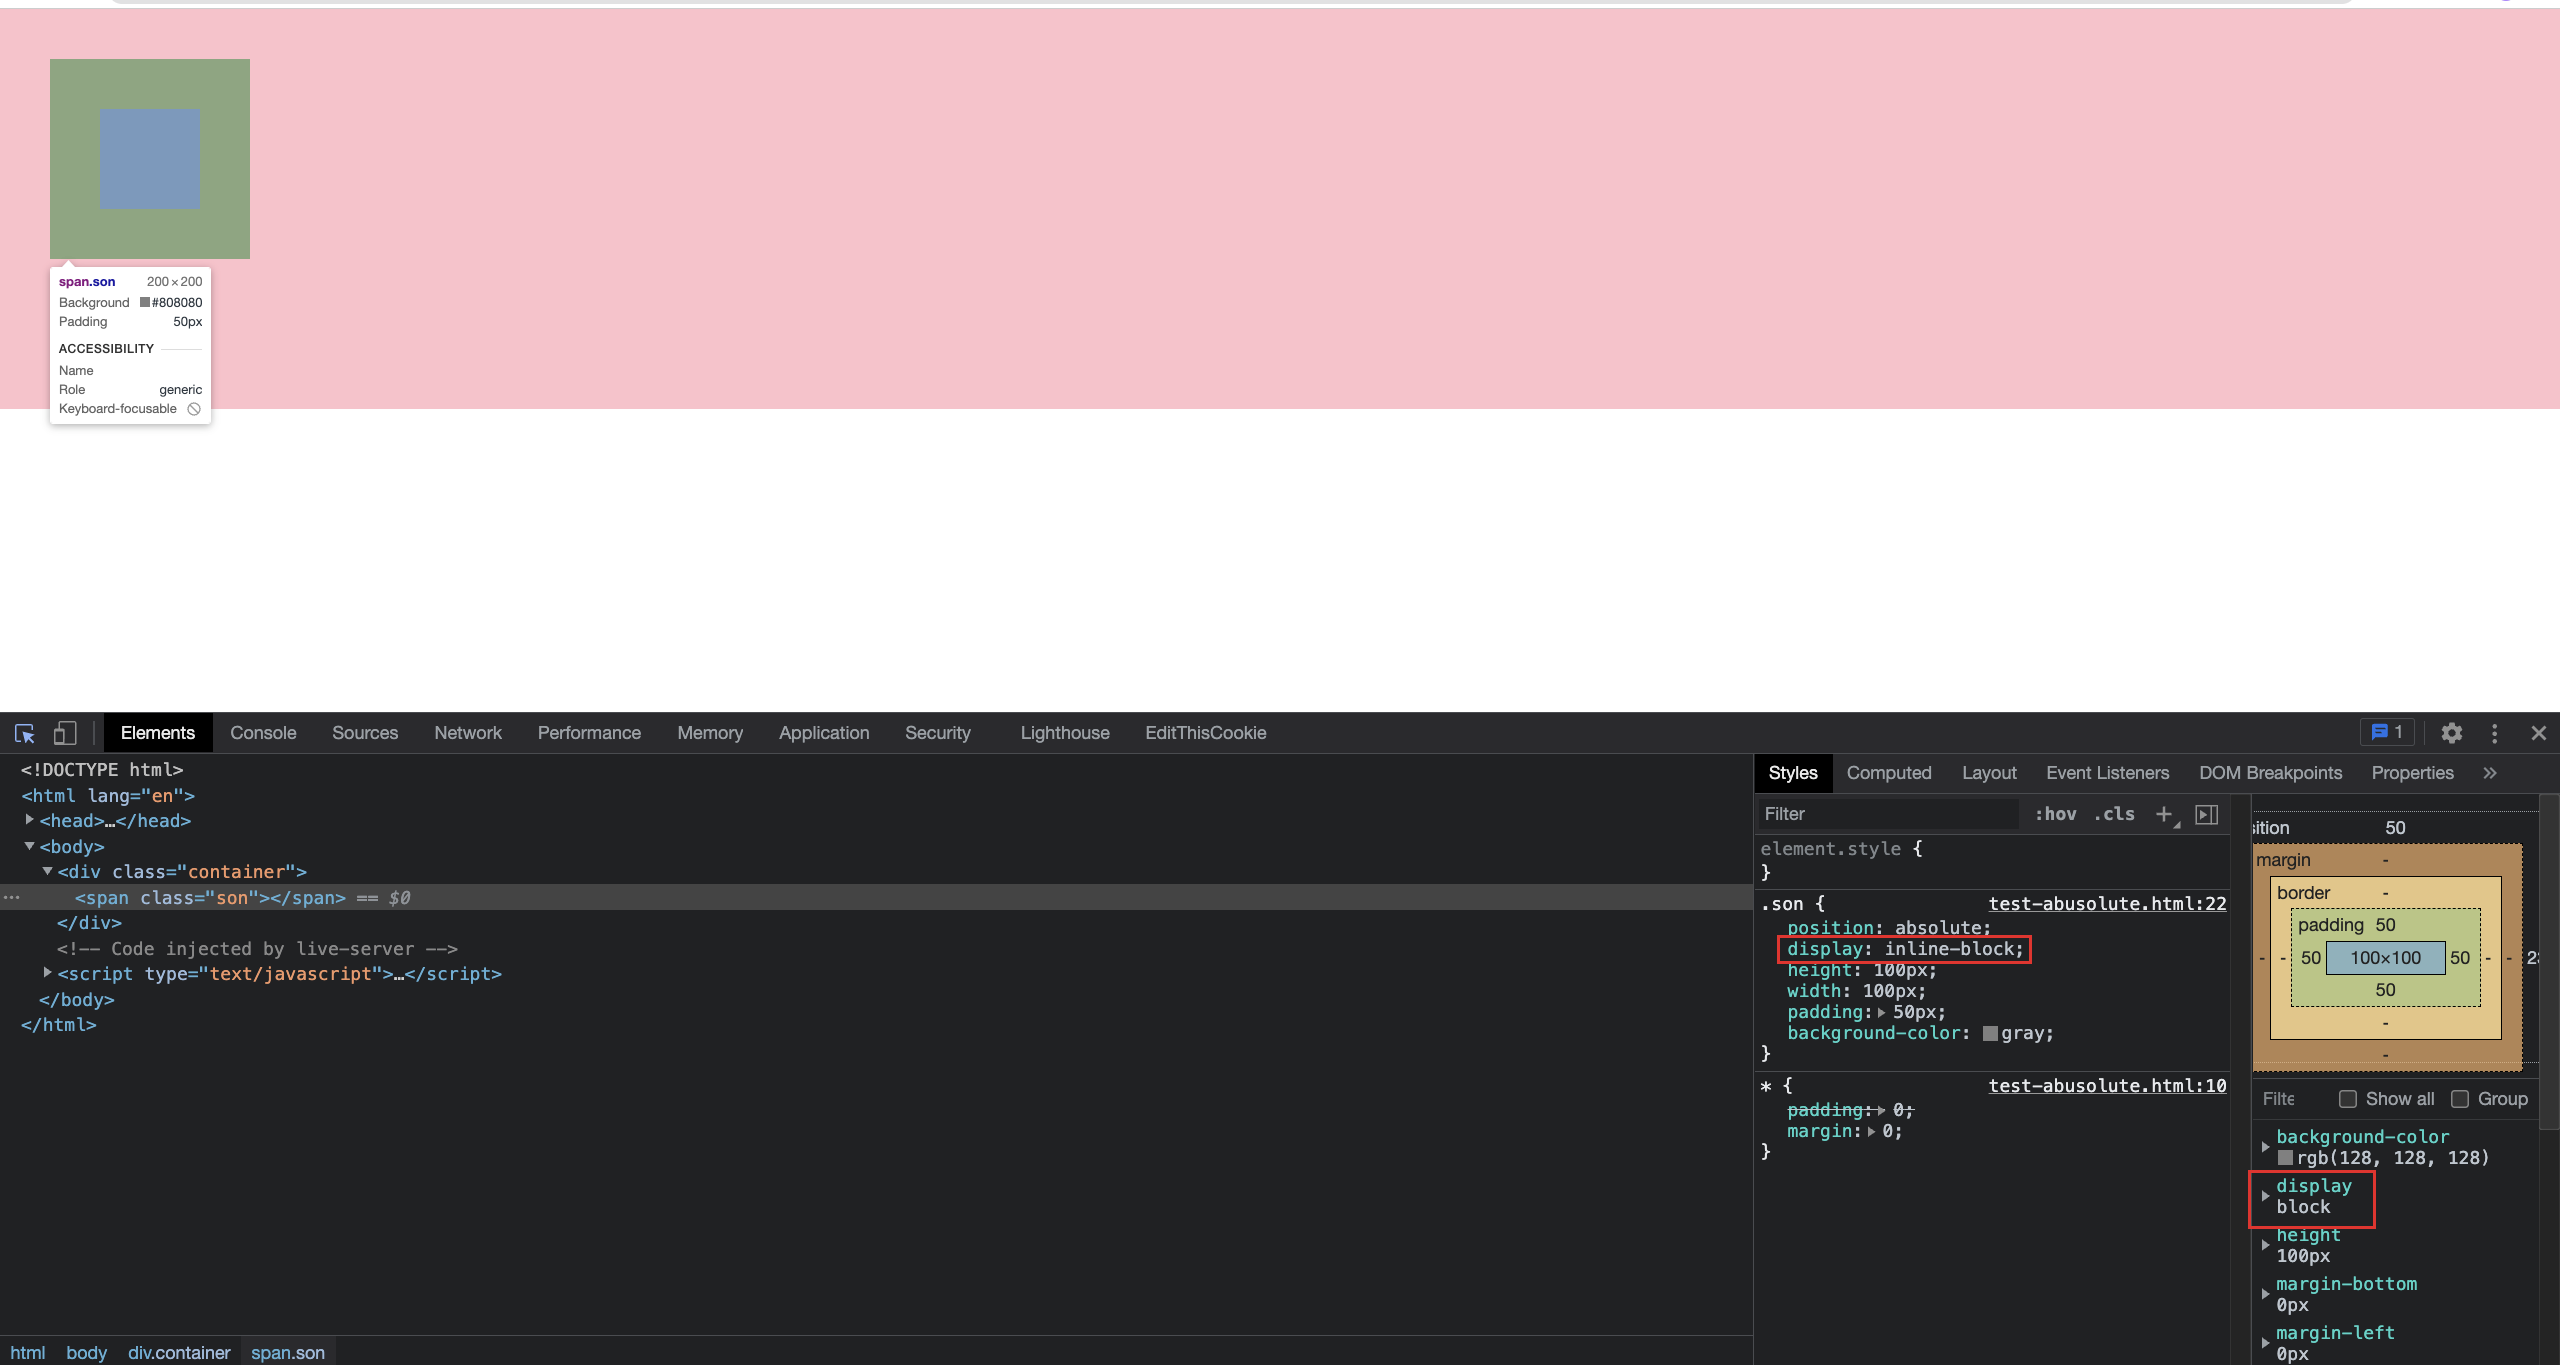 span.son 200×200
Background #808080
Padding 50px
ACCESSIBILITY
Name
Role generic
Keyboard-focusable
Elements Console Sources Network Performance Memory Application Security Lighthouse EditThisCookie 1
<!DOCTYPE html>
<html lang="en">
<head>…</head>
<body>
<div class="container">
<span class="son"></span> == $0
</div>
<!-- Code injected by live-server -->
<script type="text/javascript">…</script>
</body>
</html>
html body div.container span.son
Styles Computed Layout Event Listeners DOM Breakpoints Properties »
Filter :hov .cls +
element.style {
}
.son { test-abusolute.html:22
position: absolute;
display: inline-block;
height: 100px;
width: 100px;
padding: 50px;
background-color: gray;
}
* { test-abusolute.html:10
padding: 0;
margin: 0;
}
sition 50
margin -
border -
padding 50
- - 50 100×100 50 - -
50
-
-
Filte Show all Group
background-color
rgb(128, 128, 128)
display
block
height
100px
margin-bottom
0px
margin-left
0px